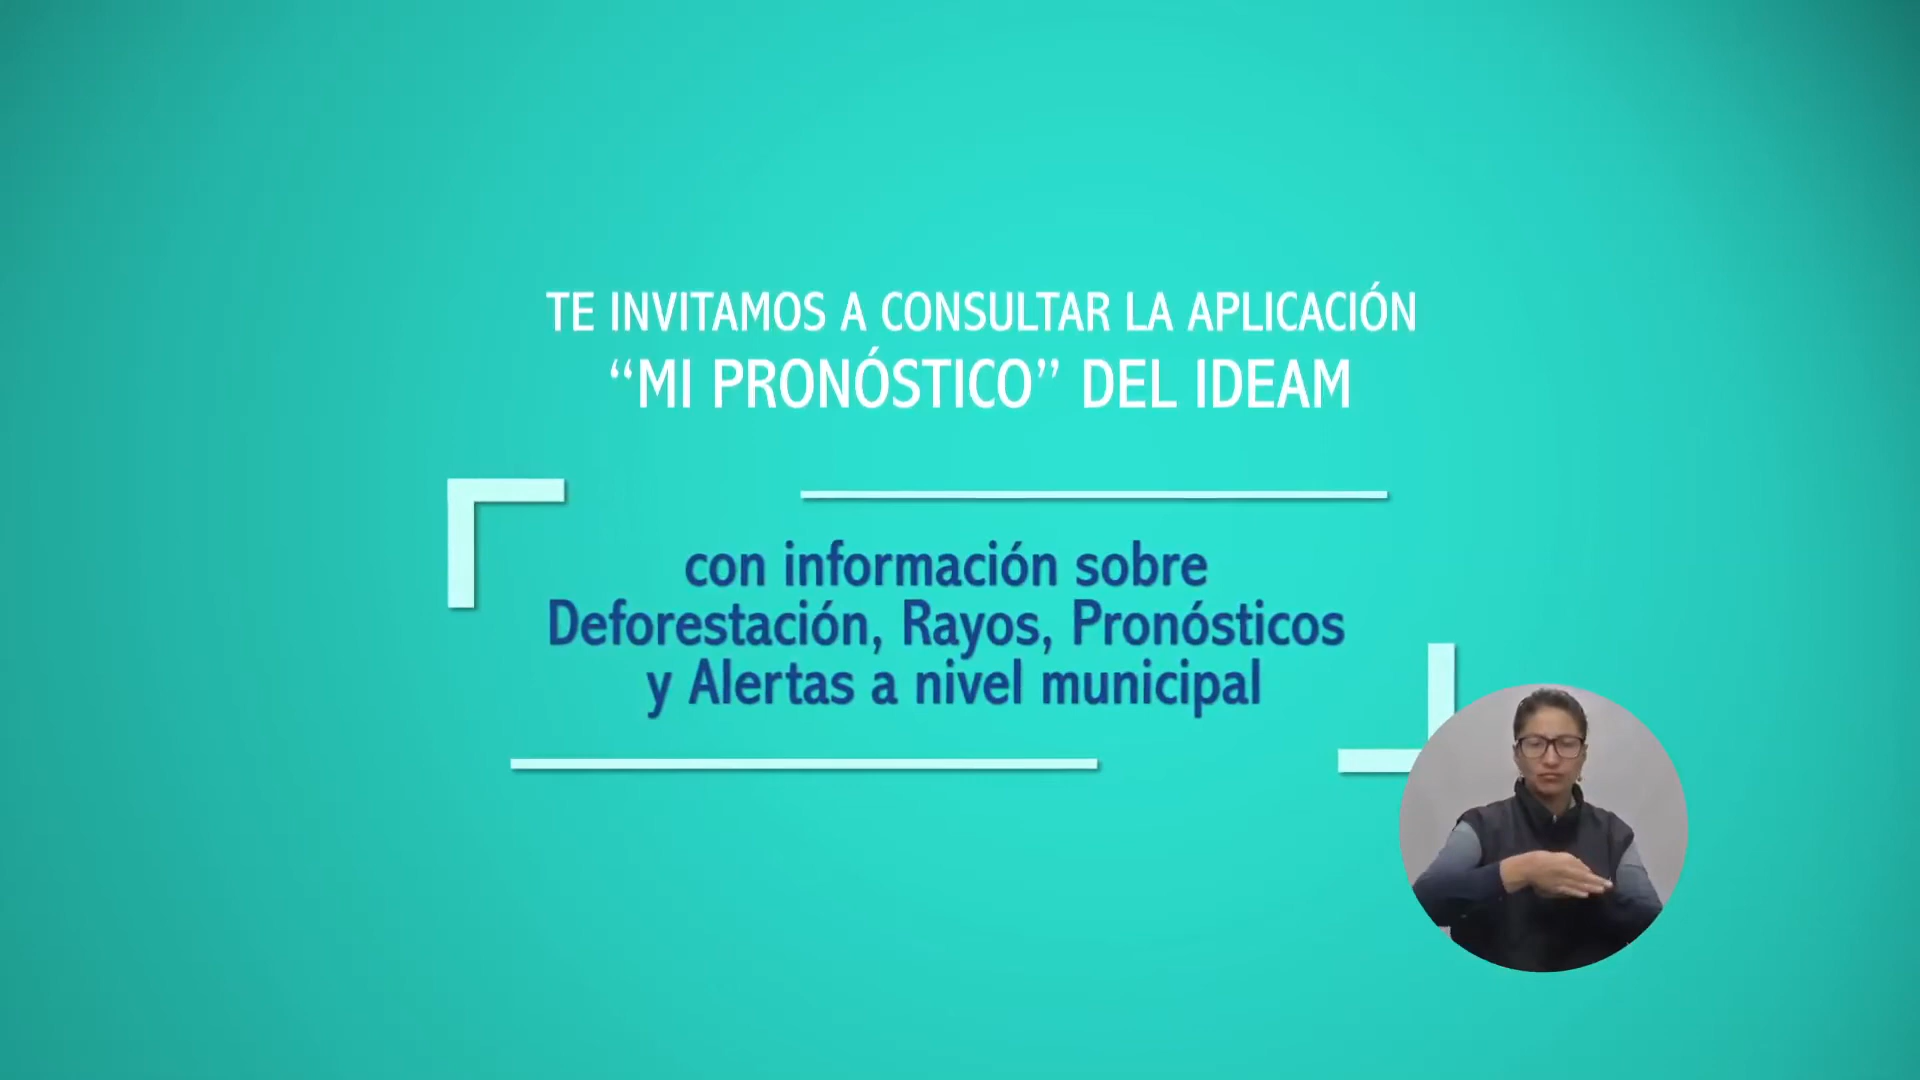 TE INVITAMOS A CONSULTAR LA APLICACIÓN
“MI PRONÓSTICO” DEL IDEAM
con información sobre
Deforestación, Rayos, Pronósticos
y Alertas a nivel municipal